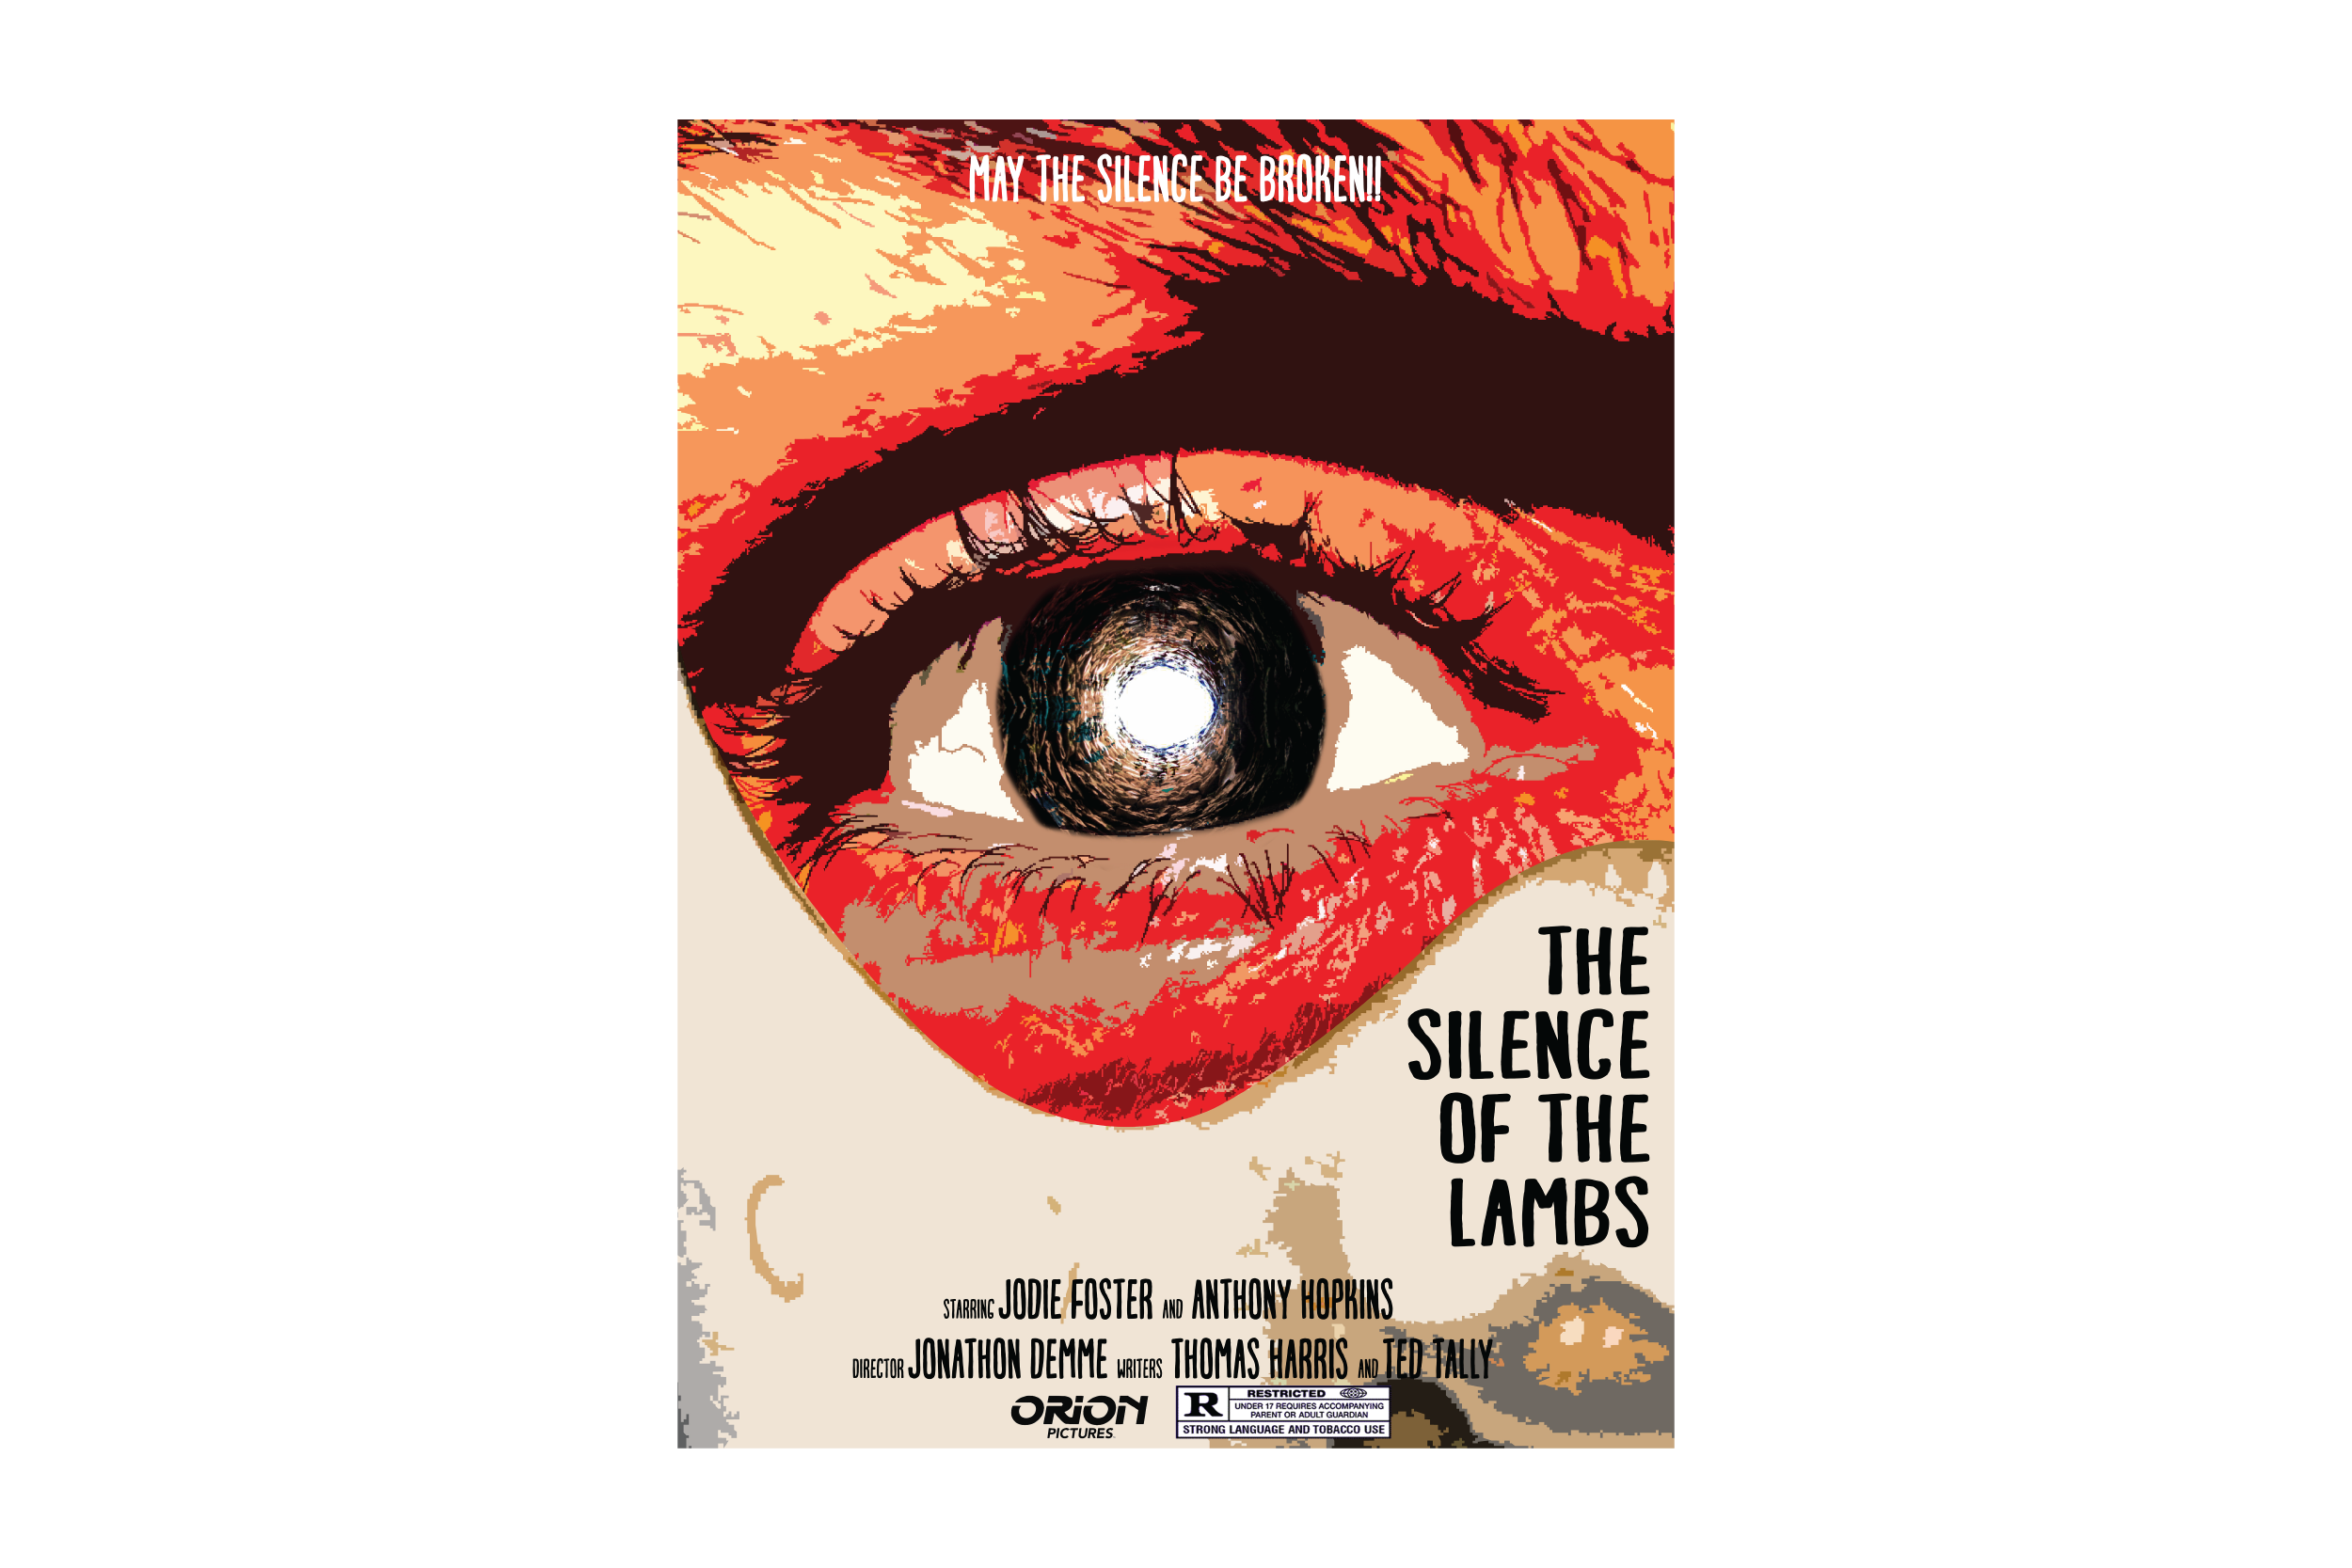 MAY THE SILENCE BE BROKEN!!
THE
SILENCE
OF THE
LAMBS
STARRING JODIE FOSTER AND ANTHONY HOPKINS
DIRECTOR JONATHON DEMME WRITERS THOMAS HARRIS AND TED TALLY
ORION
PICTURES
R
RESTRICTED
UNDER 17 REQUIRES ACCOMPANYING
PARENT OR ADULT GUARDIAN
STRONG LANGUAGE AND TOBACCO USE